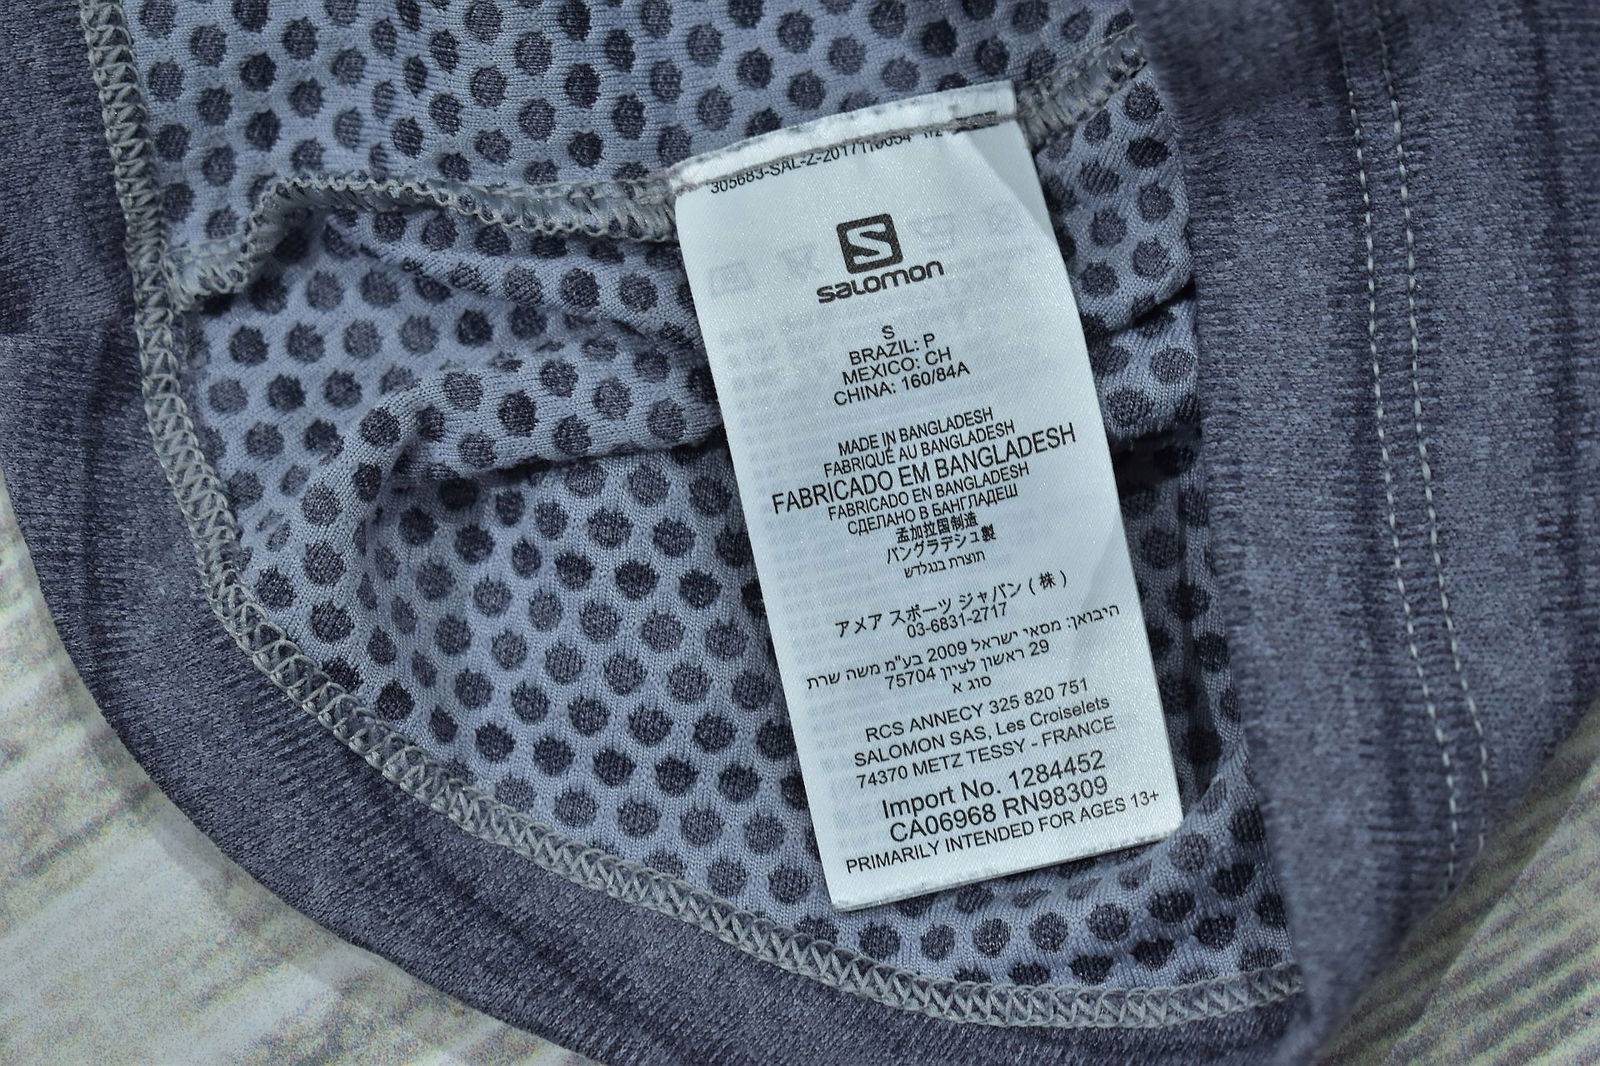 305683-SAL-Z-20171
salomon
S
BRAZIL: P
MEXICO: CH
CHINA: 160/84A
MADE IN BANGLADESH
FABRIQUÉ AU BANGLADESH
FABRICADO EM BANGLADESH
FABRICADO EN BANGLADESH
СДЕЛАНО В БАНГЛАДЕШ
孟加拉国制造
バングラデシュ製
תוצרת בנגלדש
アメア スポーツ ジャパン (株)
03-6831-2717
היבואן: מסאי ישראל 2009 בע"מ משה שרת
29 ראשון לציון 75704
סוג א
RCS ANNECY 325 820 751
SALOMON SAS, Les Croiselets
74370 METZ TESSY - FRANCE
Import No. 1284452
CA06968 RN98309
PRIMARILY INTENDED FOR AGES 13+